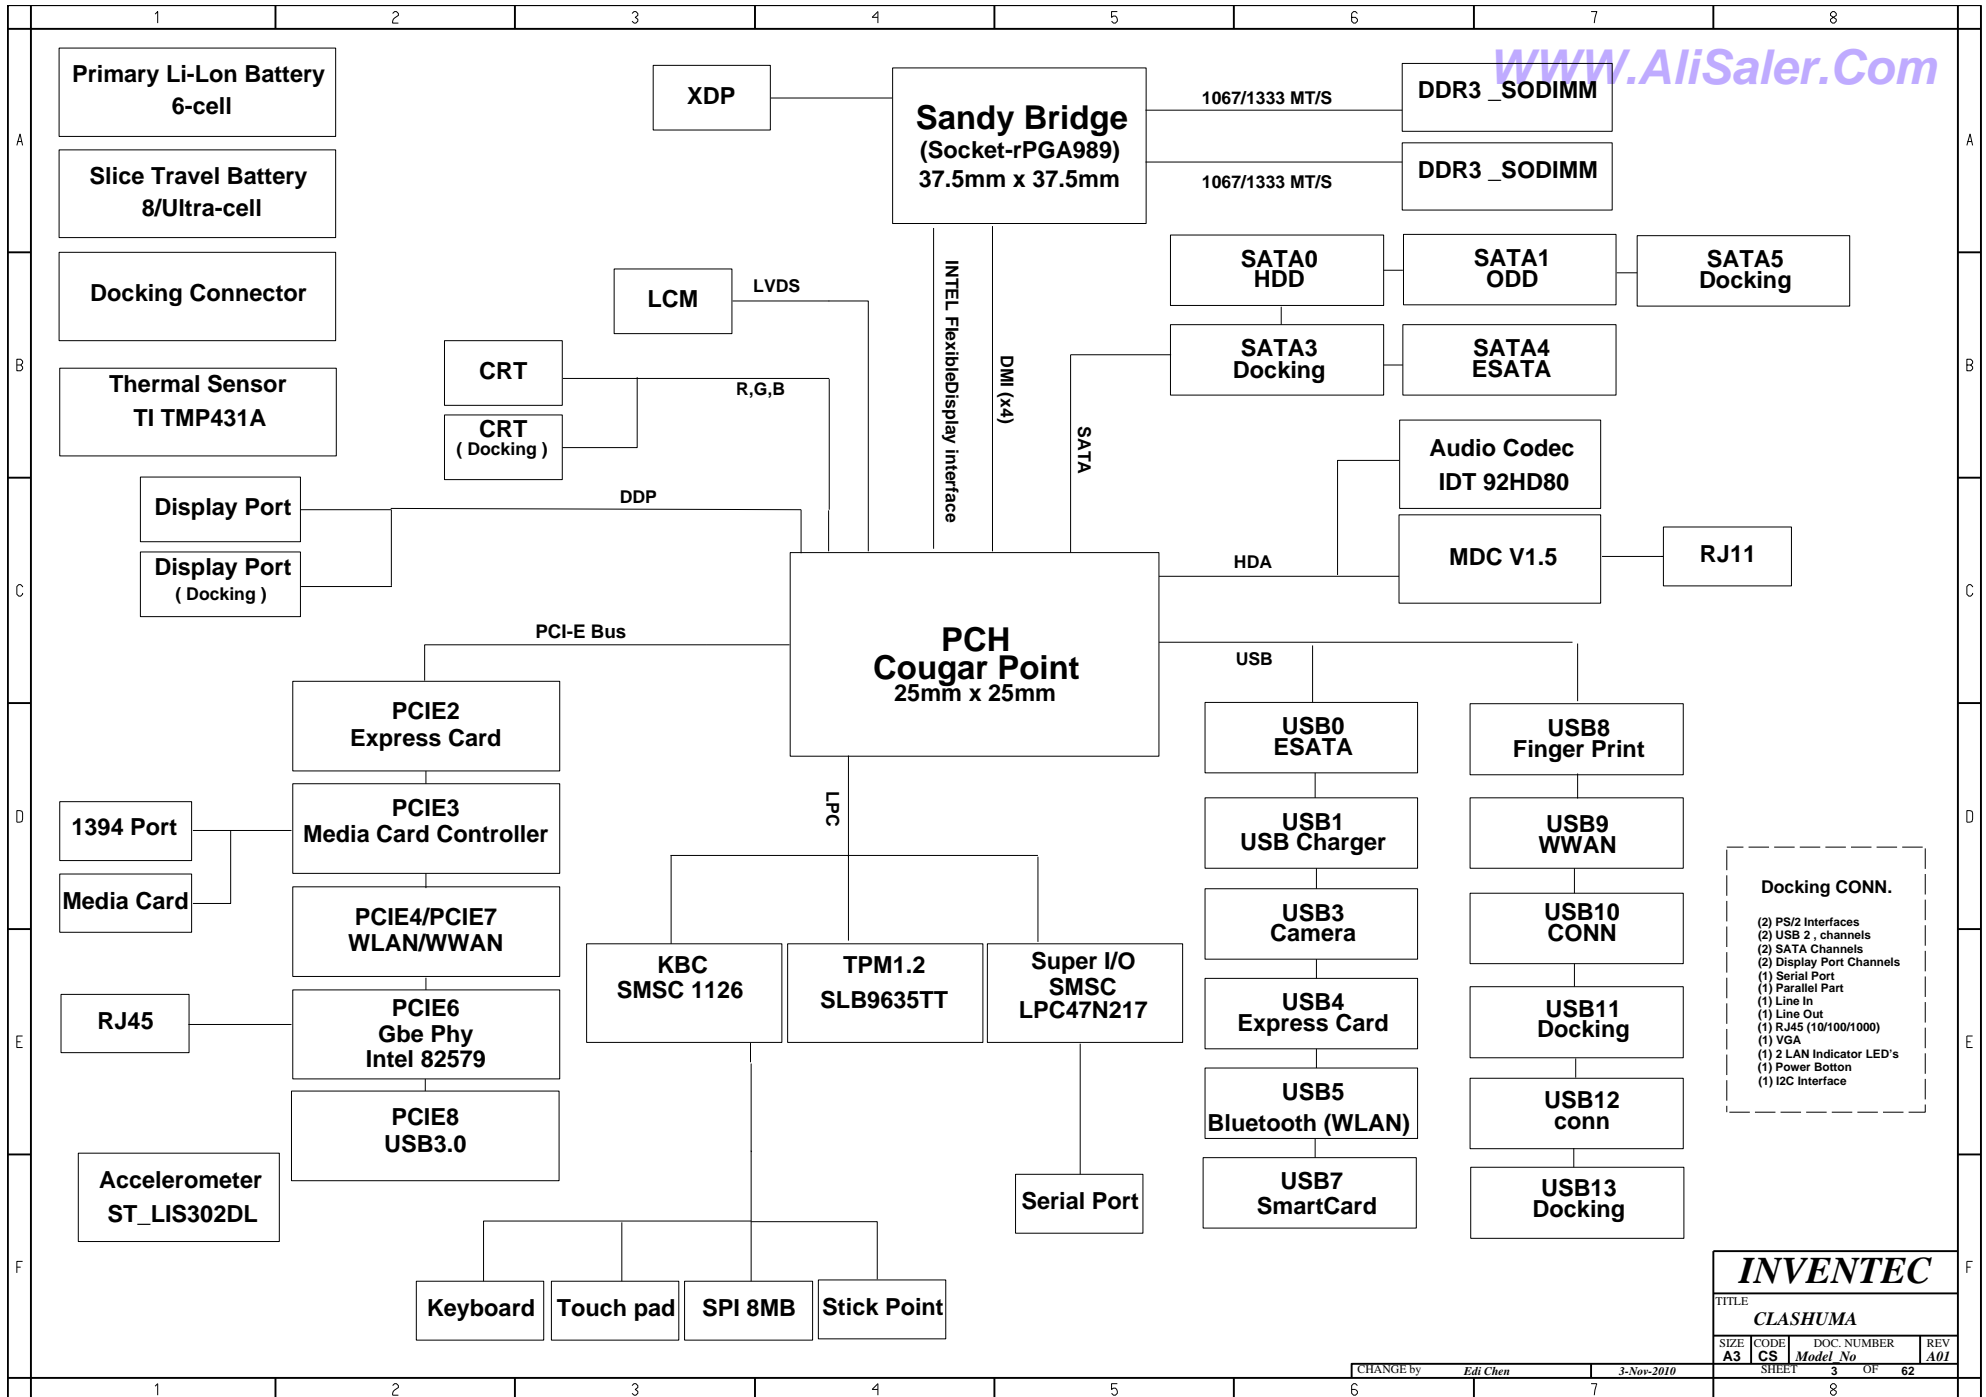 1 2 3 4 5 6 7 8
WWW.AliSaler.Com
A
A
Primary Li-Lon Battery
6-cell
Slice Travel Battery
8/Ultra-cell
Docking Connector
Thermal Sensor
TI TMP431A
XDP
Sandy Bridge
(Socket-rPGA989)
37.5mm x 37.5mm
1067/1333 MT/S
DDR3 _SODIMM
1067/1333 MT/S
DDR3 _SODIMM
B
B
LCM
LVDS
CRT
R,G,B
CRT
( Docking )
INTEL FlexibleDisplay interface
DMI (x4)
SATA
SATA0
HDD
SATA1
ODD
SATA5
Docking
SATA3
Docking
SATA4
ESATA
Audio Codec
IDT 92HD80
C
C
Display Port
DDP
Display Port
( Docking )
HDA
MDC V1.5
RJ11
PCI-E Bus
PCH
Cougar Point
25mm x 25mm
USB
D
D
PCIE2
Express Card
1394 Port
PCIE3
Media Card Controller
Media Card
PCIE4/PCIE7
WLAN/WWAN
LPC
USB0
ESATA
USB8
Finger Print
USB1
USB Charger
USB9
WWAN
USB3
Camera
USB10
CONN
E
E
RJ45
PCIE6
Gbe Phy
Intel 82579
PCIE8
USB3.0
KBC
SMSC 1126
TPM1.2
SLB9635TT
Super I/O
SMSC
LPC47N217
USB4
Express Card
USB11
Docking
USB5
Bluetooth (WLAN)
USB12
conn
USB7
SmartCard
USB13
Docking
Docking CONN.
(2) PS/2 Interfaces
(2) USB 2 , channels
(2) SATA Channels
(2) Display Port Channels
(1) Serial Port
(1) Parallel Part
(1) Line In
(1) Line Out
(1) RJ45 (10/100/1000)
(1) VGA
(1) 2 LAN Indicator LED's
(1) Power Botton
(1) I2C Interface
F
F
Accelerometer
ST_LIS302DL
Serial Port
Keyboard
Touch pad
SPI 8MB
Stick Point
INVENTEC
TITLE
CLASHUMA
SIZE CODE DOC. NUMBER REV
A3 CS Model_No A01
CHANGE by Edi Chen 3-Nov-2010 SHEET 3 OF 62
1 2 3 4 5 6 7 8